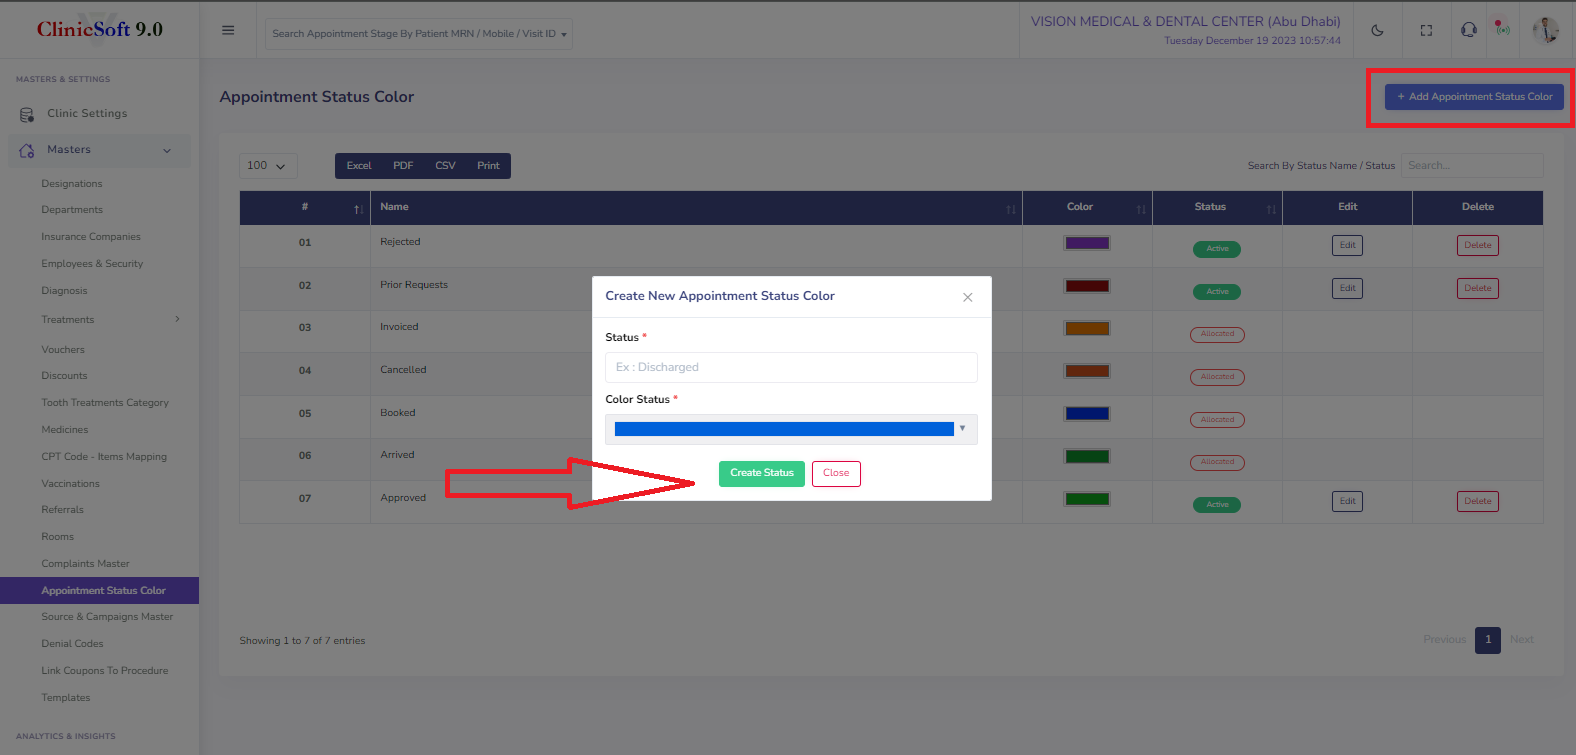 ClinicSoft 9.0
Search Appointment Stage By Patient MRN / Mobile / Visit ID
VISION MEDICAL & DENTAL CENTER (Abu Dhabi)
Tuesday December 19 2023 10:57:44
MASTERS & SETTINGS
Clinic Settings
Masters
Designations
Departments
Insurance Companies
Employees & Security
Diagnosis
Treatments
Vouchers
Discounts
Tooth Treatments Category
Medicines
CPT Code - Items Mapping
Vaccinations
Referrals
Rooms
Complaints Master
Appointment Status Color
Source & Campaigns Master
Denial Codes
Link Coupons To Procedure
Templates
ANALYTICS & INSIGHTS
Appointment Status Color
+ Add Appointment Status Color
100
Excel PDF CSV Print
Search By Status Name / Status Search...
# Name Color Status Edit Delete
01 Rejected Active Edit Delete
02 Prior Requests Active Edit Delete
03 Invoiced Allocated
04 Cancelled Allocated
05 Booked Allocated
06 Arrived Allocated
07 Approved Active Edit Delete
Create New Appointment Status Color
Status *
Ex : Discharged
Color Status *
Create Status Close
Showing 1 to 7 of 7 entries
Previous 1 Next